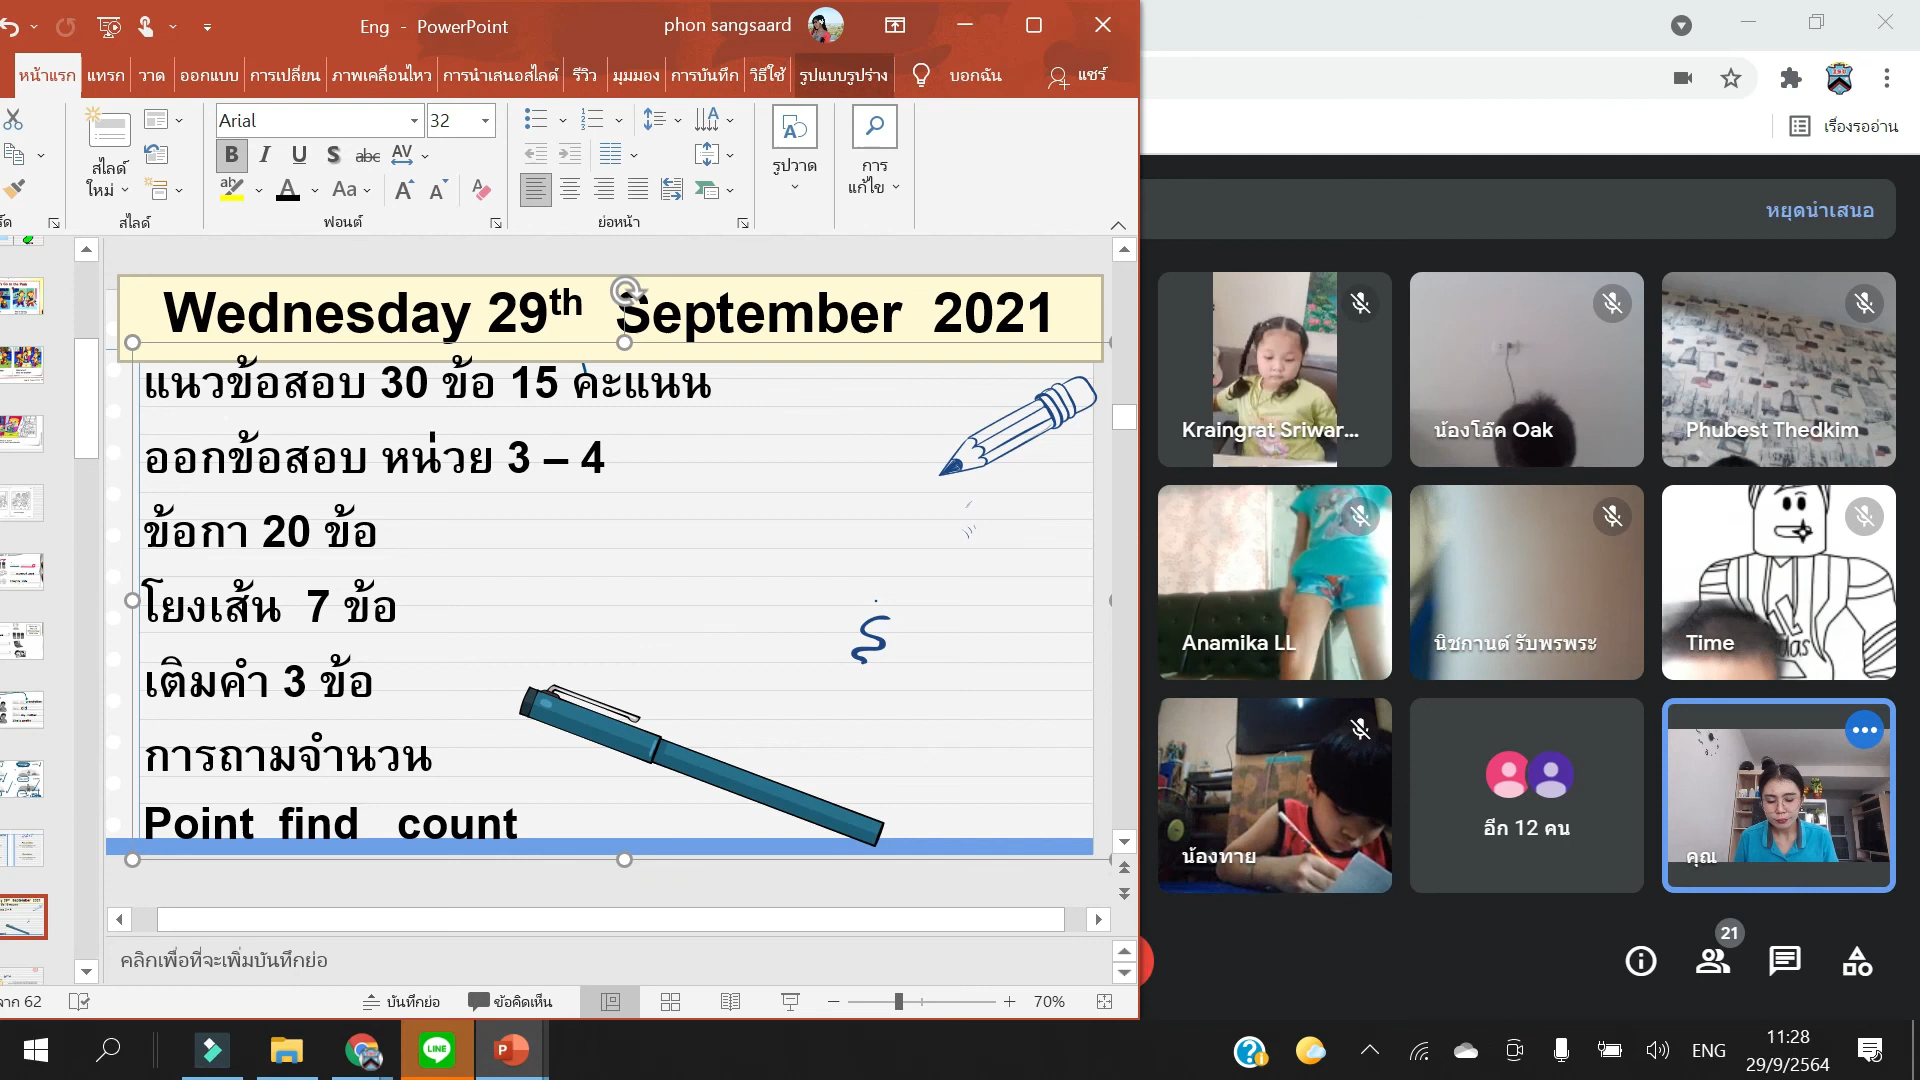 Eng - PowerPoint
phon sangsaard
หน้าแรก แทรก วาด ออกแบบ การเปลี่ยน ภาพเคลื่อนไหว การนำเสนอสไลด์ รีวิว มุมมอง การบันทึก วิธีใช้ รูปแบบรูปร่าง บอกฉัน แชร์
Arial 32
สไลด์ใหม่
B I U S abc AV
Aa A A
รูปวาด
การแก้ไข
สไลด์ ฟอนต์ ย่อหน้า
Wednesday 29th September 2021
แนวข้อสอบ 30 ข้อ 15 คะแนน
ออกข้อสอบ หน่วย 3 – 4
ข้อกา 20 ข้อ
โยงเส้น 7 ข้อ
เติมคำ 3 ข้อ
การถามจำนวน
Point find count
คลิกเพื่อที่จะเพิ่มบันทึกย่อ
จาก 62
บันทึกย่อ
ข้อคิดเห็น
70%
เรื่องรออ่าน
หยุดนำเสนอ
Kraingrat Sriwar...
น้องโอ๊ค Oak
Phubest Thedkim
Anamika LL
นิชกานต์ รับพรพระ
Time
น้องทาย
อีก 12 คน
คุณ
21
LINE
ENG
11:28
29/9/2564